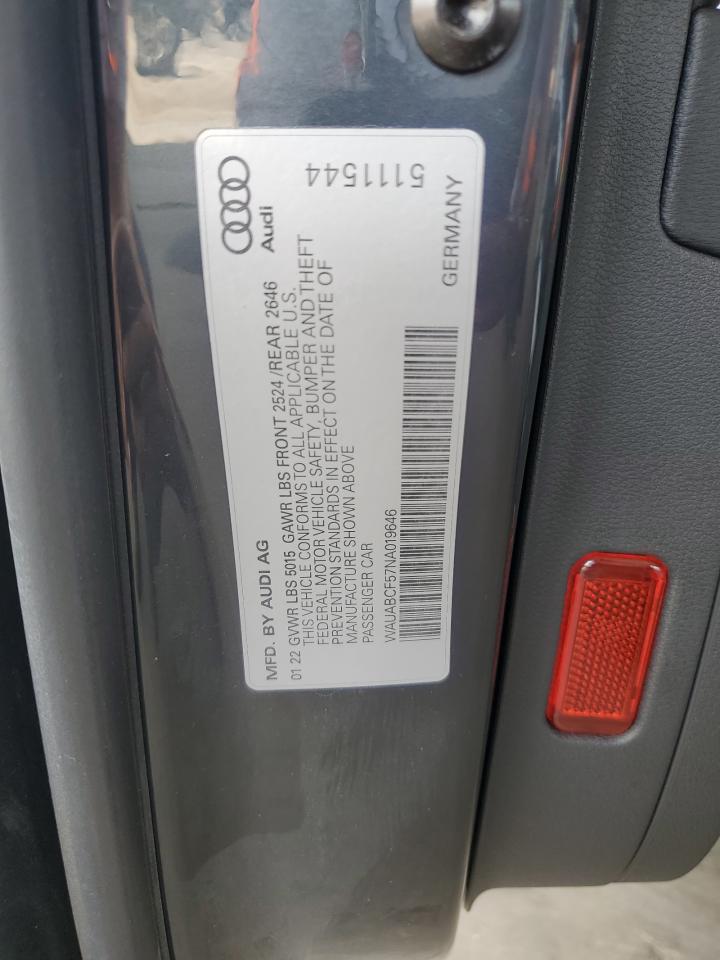 MFD. BY AUDI AG
Audi
01 22 GVWR LBS 5015 GAWR LBS FRONT 2524 /REAR 2646
THIS VEHICLE CONFORMS TO ALL APPLICABLE U.S.
FEDERAL MOTOR VEHICLE SAFETY, BUMPER AND THEFT
PREVENTION STANDARDS IN EFFECT ON THE DATE OF
MANUFACTURE SHOWN ABOVE
PASSENGER CAR
WAUABCF57NA019646
GERMANY
5111544